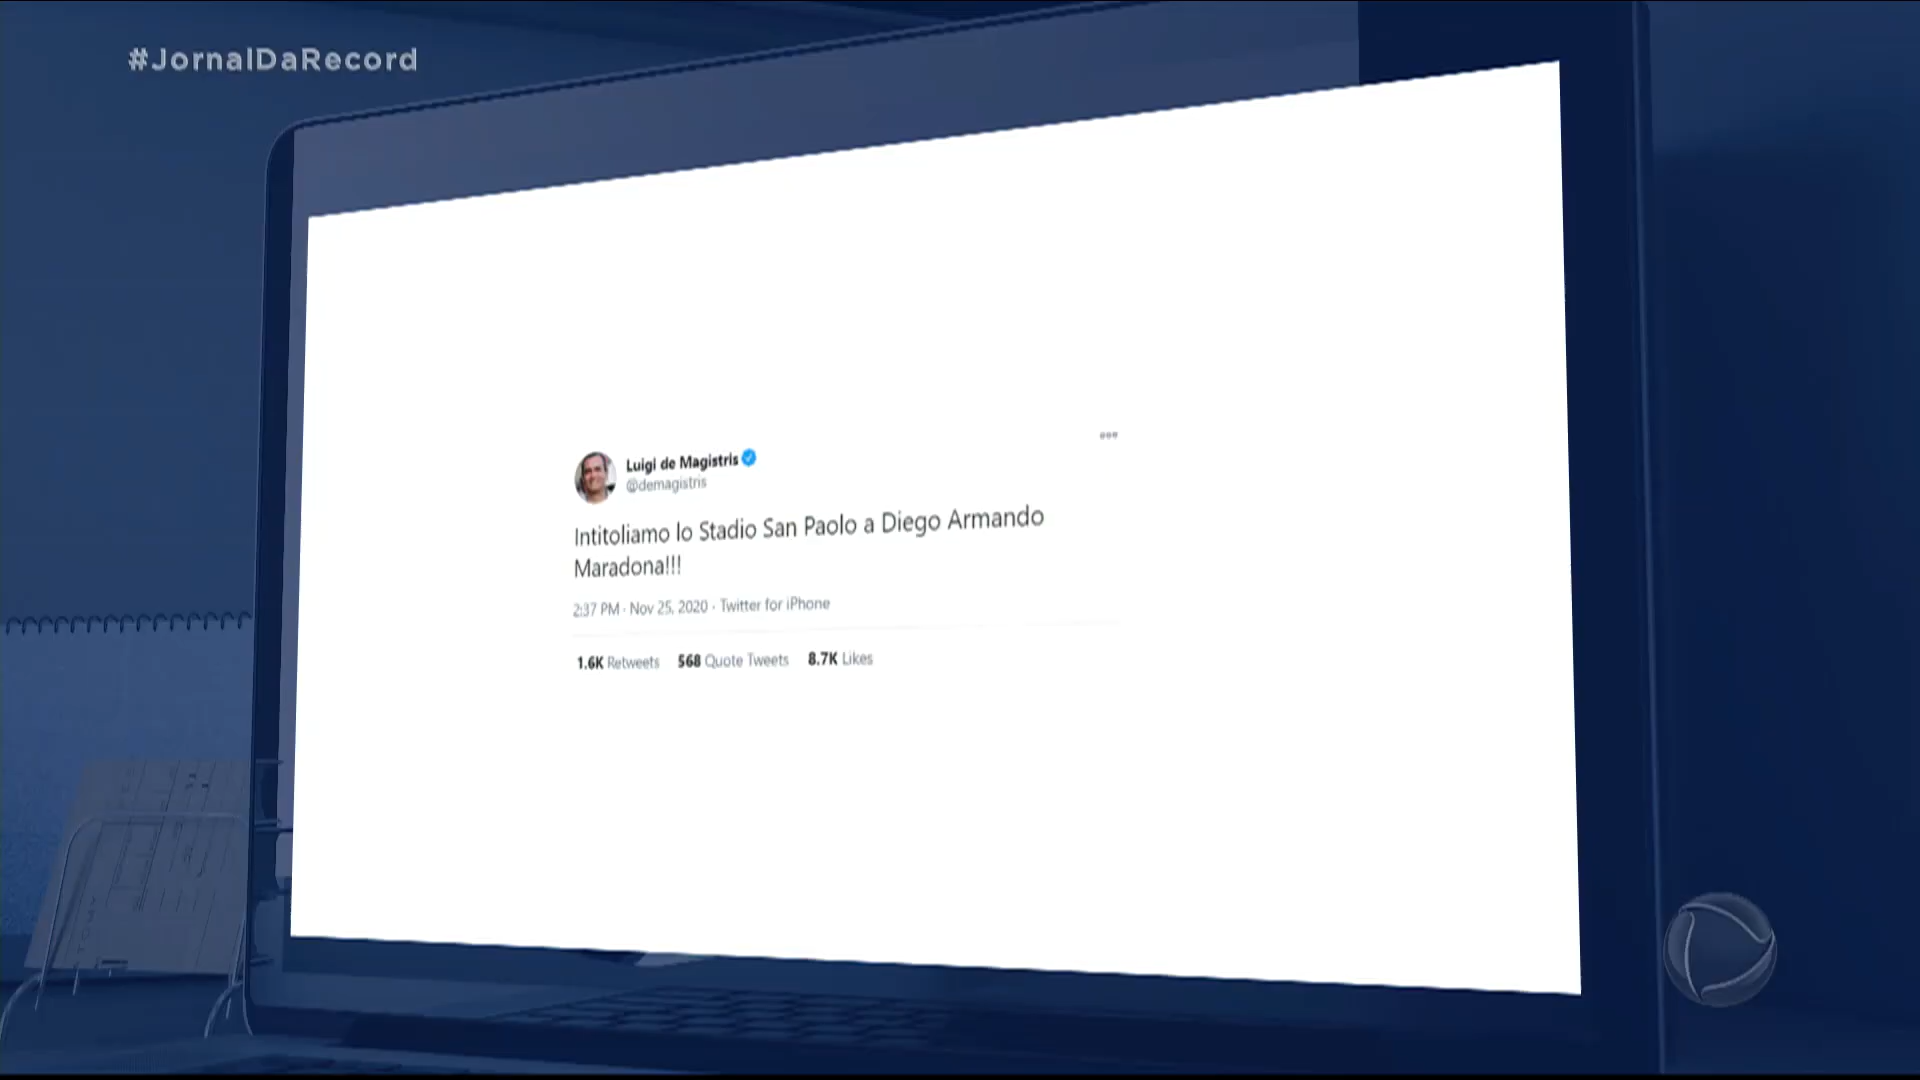 #JornalDaRecord
Luigi de Magistris
@demagistris
Intitoliamo lo Stadio San Paolo a Diego Armando
Maradona!!!
2:37 PM · Nov 25, 2020 · Twitter for iPhone
1.6K Retweets 568 Quote Tweets 8.7K Likes